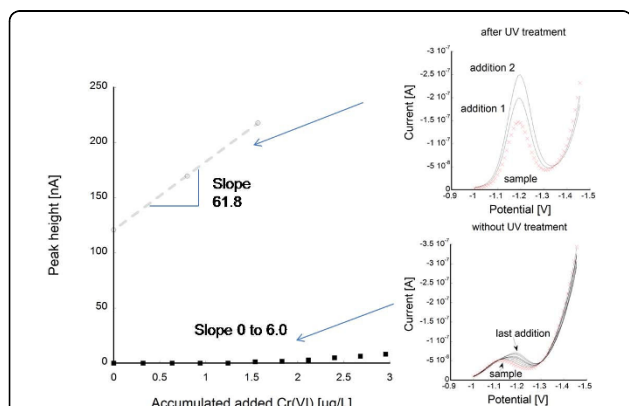 250
200
150
100
50
0
Peak height [nA]
0
0.5
1
1.5
2
2.5
3
Accumulated added Cr(VI) [µg/L]
Slope
61.8
Slope 0 to 6.0
after UV treatment
-3 10⁻⁷
-2.5 10⁻⁷
-2 10⁻⁷
-1.5 10⁻⁷
-1 10⁻⁷
-5 10⁻⁸
0
Current [A]
addition 2
addition 1
sample
-1
-1.1
-1.2
-1.3
-1.4
-1.5
Potential [V]
without UV treatment
-3.5 10⁻⁷
-3 10⁻⁷
-2.5 10⁻⁷
-2 10⁻⁷
-1.5 10⁻⁷
-1 10⁻⁷
-5 10⁻⁸
0
Current [A]
last addition
sample
-1
-1.1
-1.2
-1.3
-1.4
-1.5
Potential [V]